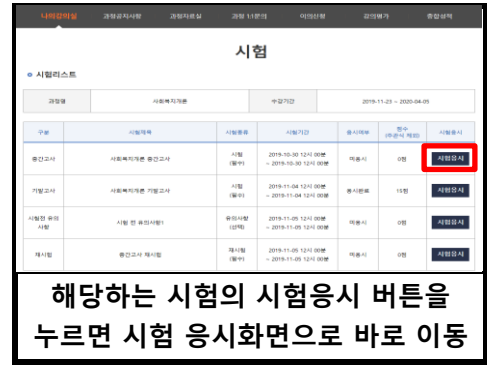 나의강의실 과정공지사항 과정자료실 과정 1:1문의 이의신청 강의평가 종합성적
시험
시험리스트
과정명 사회복지개론 수강기간 2019-11-23 ~ 2020-04-05
구분 시험제목 시험종류 시험기간 응시여부 점수 (주관식 제외) 시험응시
중간고사 사회복지개론 중간고사 시험 (필수) 2019-10-30 12시 00분 ~ 2019-10-30 12시 00분 미응시 0점 시험응시
기말고사 사회복지개론 기말고사 시험 (필수) 2019-11-04 12시 00분 ~ 2019-11-04 12시 00분 응시완료 15점 시험응시
시험전 유의사항 시험 전 유의사항1 유의사항 (선택) 2019-11-05 12시 00분 ~ 2019-11-05 12시 00분 미응시 0점 시험응시
재시험 중간고사 재시험 재시험 (필수) 2019-11-05 12시 00분 ~ 2019-11-05 12시 00분 미응시 0점 시험응시
해당하는 시험의 시험응시 버튼을
누르면 시험 응시화면으로 바로 이동